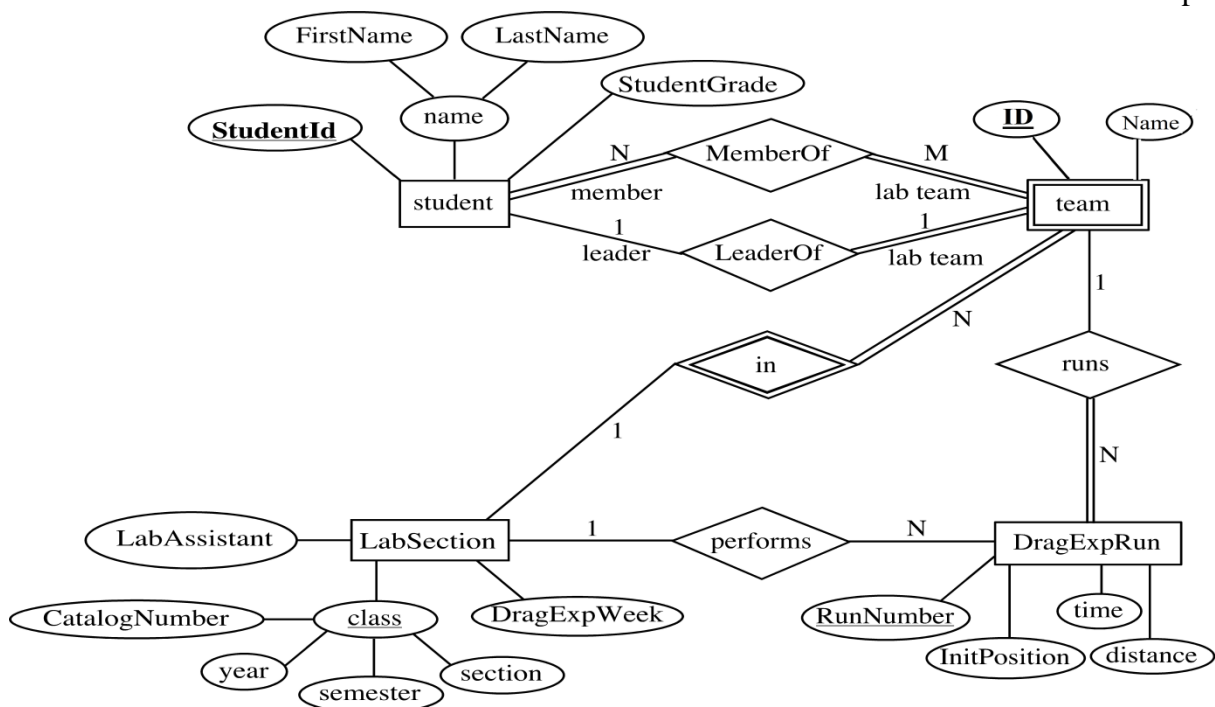 p
FirstName
LastName
StudentGrade
StudentId
name
ID
Name
N
MemberOf
M
member
lab team
student
team
1
1
leader
LeaderOf
lab team
1
N
in
runs
1
N
LabAssistant
LabSection
1
performs
N
DragExpRun
CatalogNumber
class
DragExpWeek
RunNumber
time
year
section
InitPosition
distance
semester